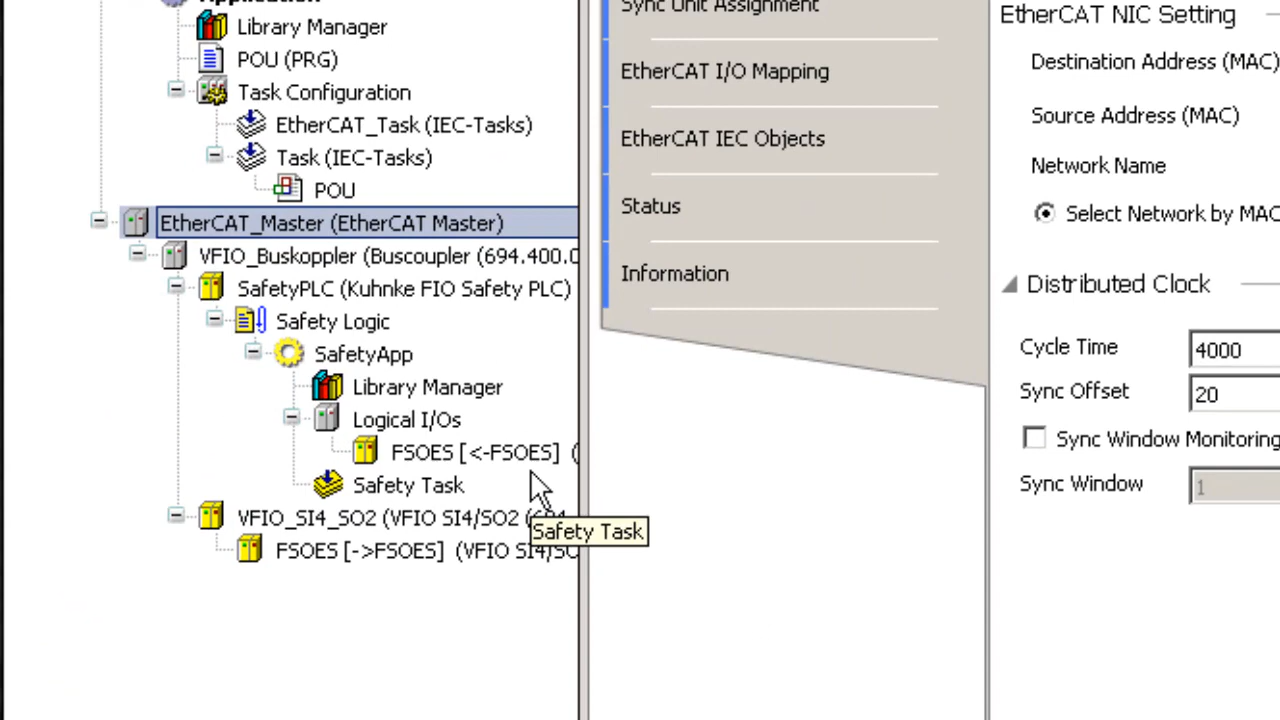 Application
Library Manager
POU (PRG)
Task Configuration
EtherCAT_Task (IEC-Tasks)
Task (IEC-Tasks)
POU
EtherCAT_Master (EtherCAT Master)
VFIO_Buskoppler (Buscoupler (694.400.0
SafetyPLC (Kuhnke FIO Safety PLC)
Safety Logic
SafetyApp
Library Manager
Logical I/Os
FSOES [<-FSOES] (
Safety Task
VFIO_SI4_SO2 (VFIO SI4/SO2 (694
FSOES [->FSOES] (VFIO SI4/SO
Safety Task
Sync Unit Assignment
EtherCAT I/O Mapping
EtherCAT IEC Objects
Status
Information
EtherCAT NIC Setting
Destination Address (MAC)
Source Address (MAC)
Network Name
Select Network by MAC
Distributed Clock
Cycle Time
4000
Sync Offset
20
Sync Window Monitoring
Sync Window
1